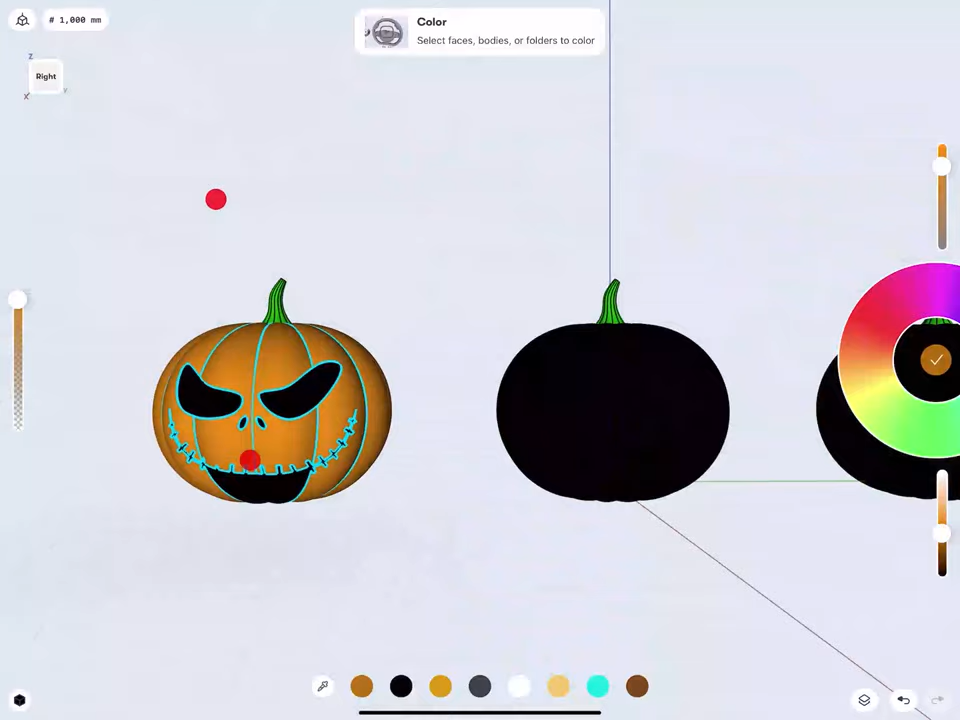 # 1,000 mm
Color
Select faces, bodies, or folders to color
Z
Right
X
Y